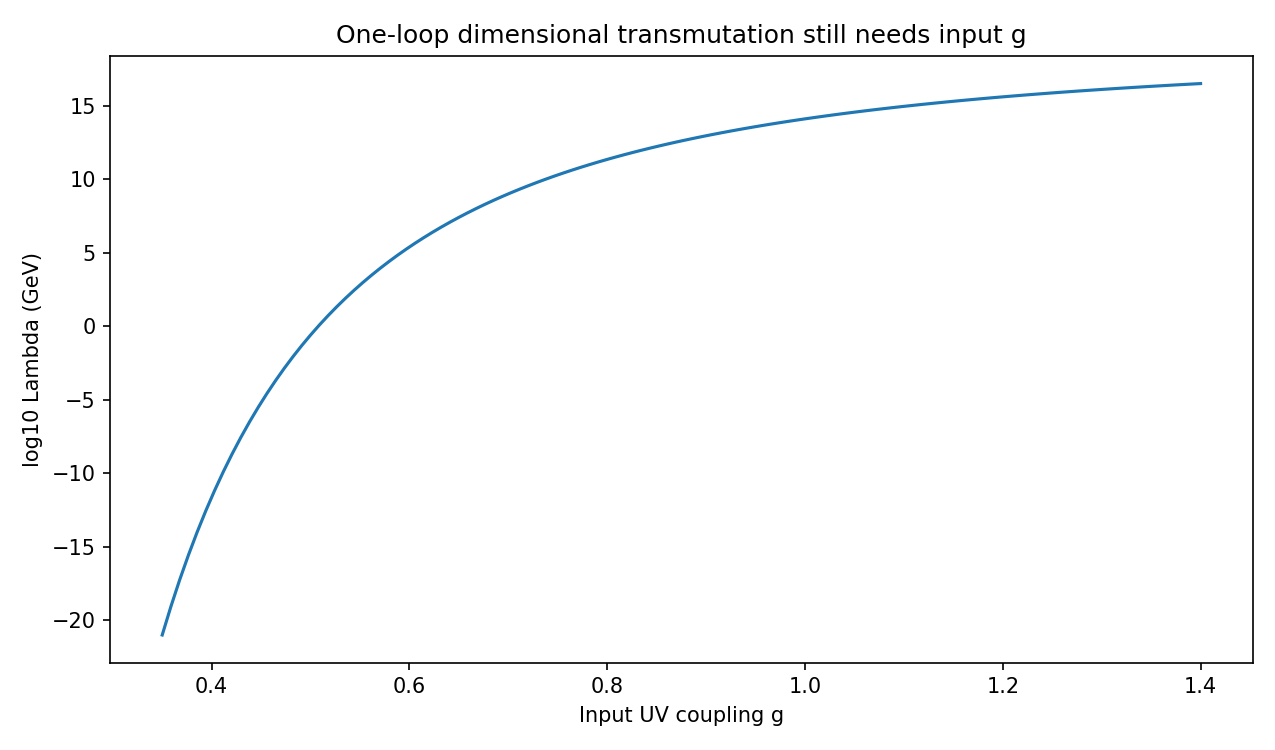 One-loop dimensional transmutation still needs input g
log10 Lambda (GeV)
15
10
5
0
−5
−10
−15
−20
0.4 0.6 0.8 1.0 1.2 1.4
Input UV coupling g